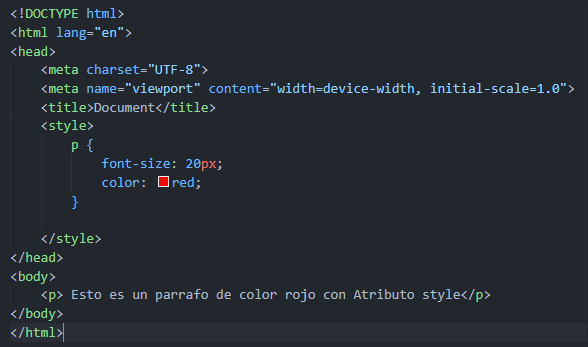 <!DOCTYPE html>
<html lang="en">
<head>
    <meta charset="UTF-8">
    <meta name="viewport" content="width=device-width, initial-scale=1.0">
    <title>Document</title>
    <style>
        p {
            font-size: 20px;
            color: red;
        }

    </style>
</head>
<body>
    <p> Esto es un parrafo de color rojo con Atributo style</p>
</body>
</html>